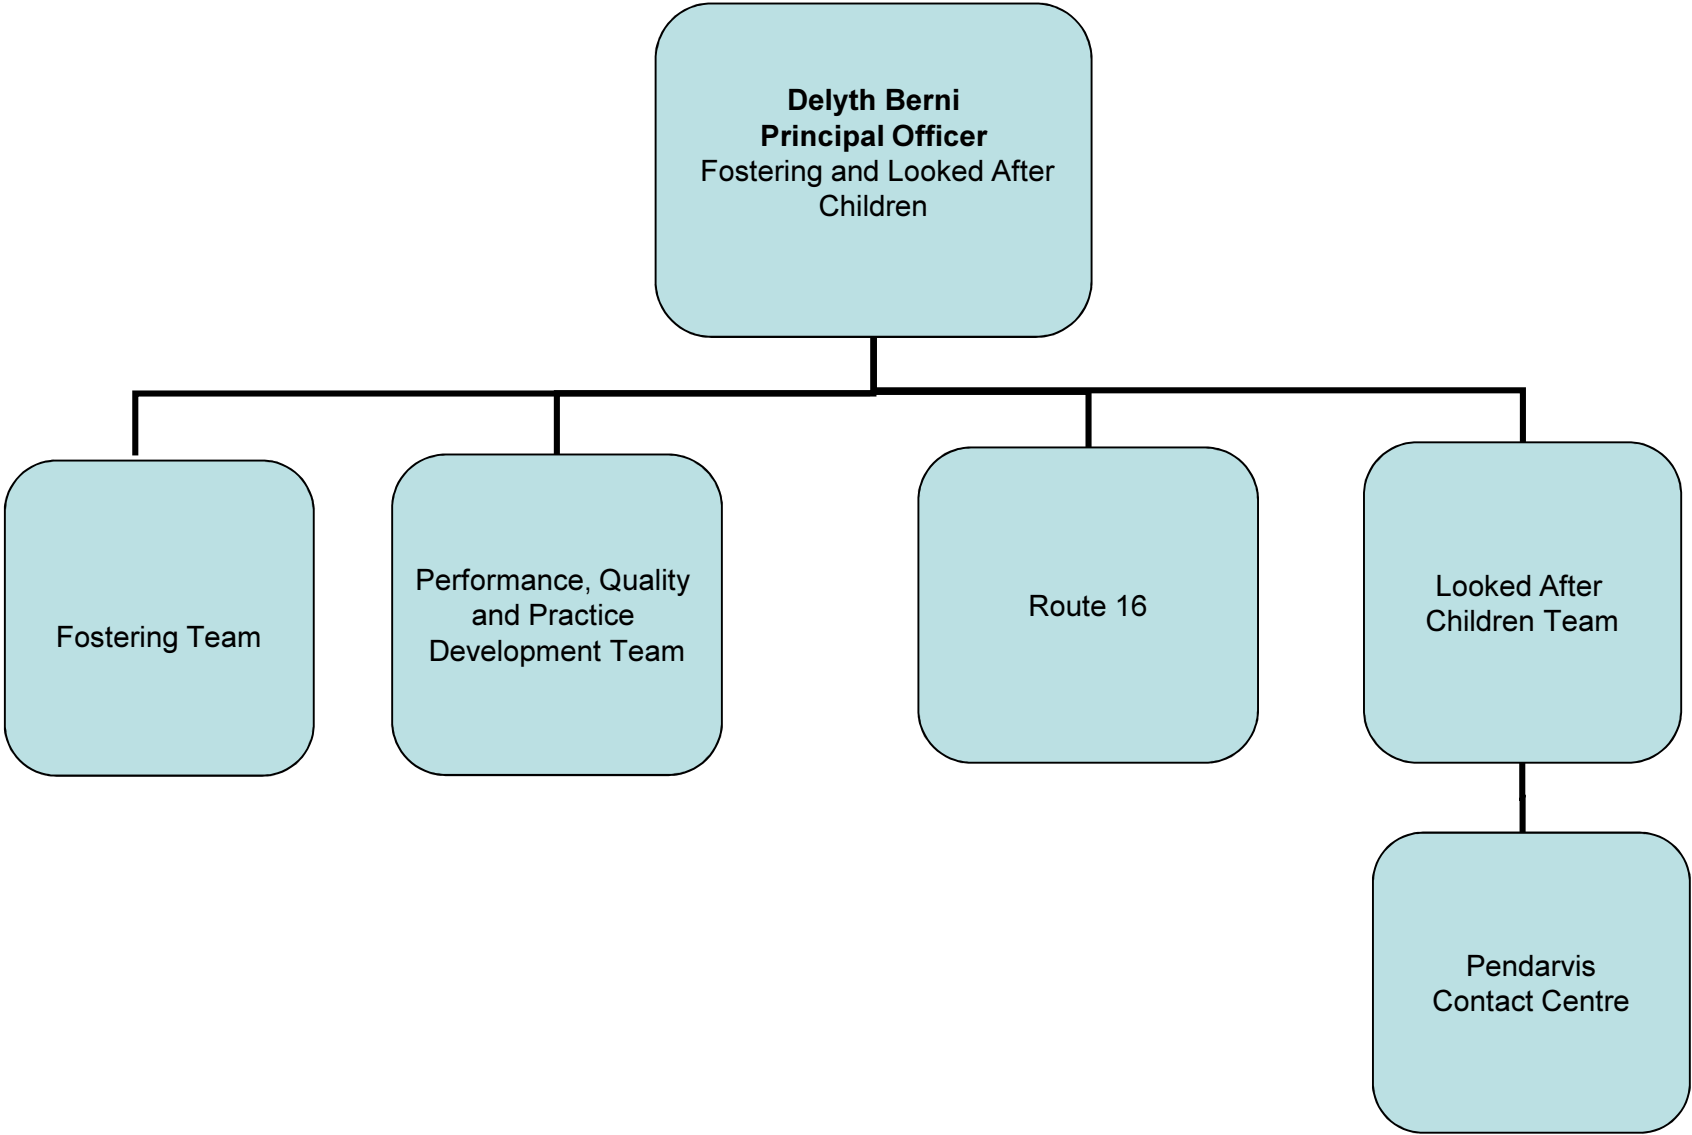 Delyth Berni
Principal Officer
Fostering and Looked After
Children
Fostering Team
Performance, Quality
and Practice
Development Team
Route 16
Looked After
Children Team
Pendarvis
Contact Centre